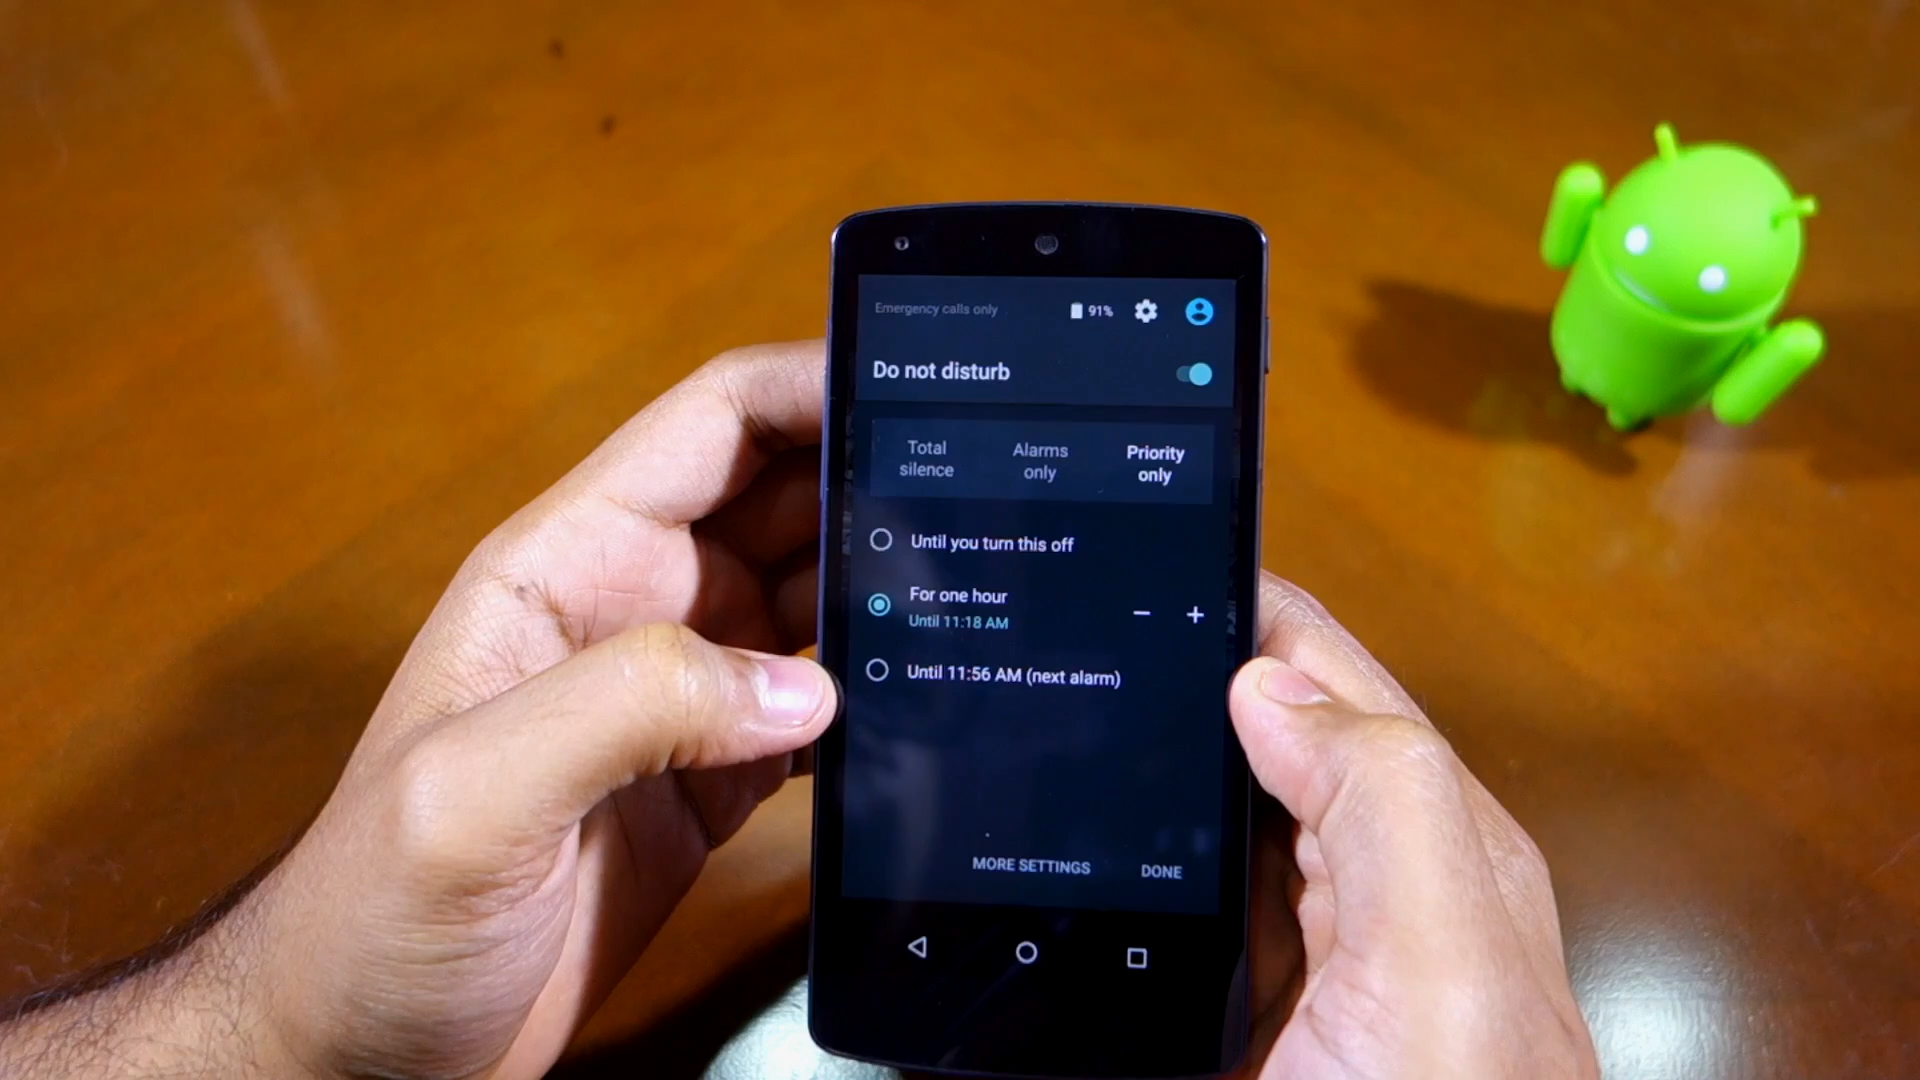 Emergency calls only 91%
Do not disturb
Total silence
Alarms only
Priority only
Until you turn this off
For one hour
Until 11:18 AM
Until 11:56 AM (next alarm)
MORE SETTINGS DONE